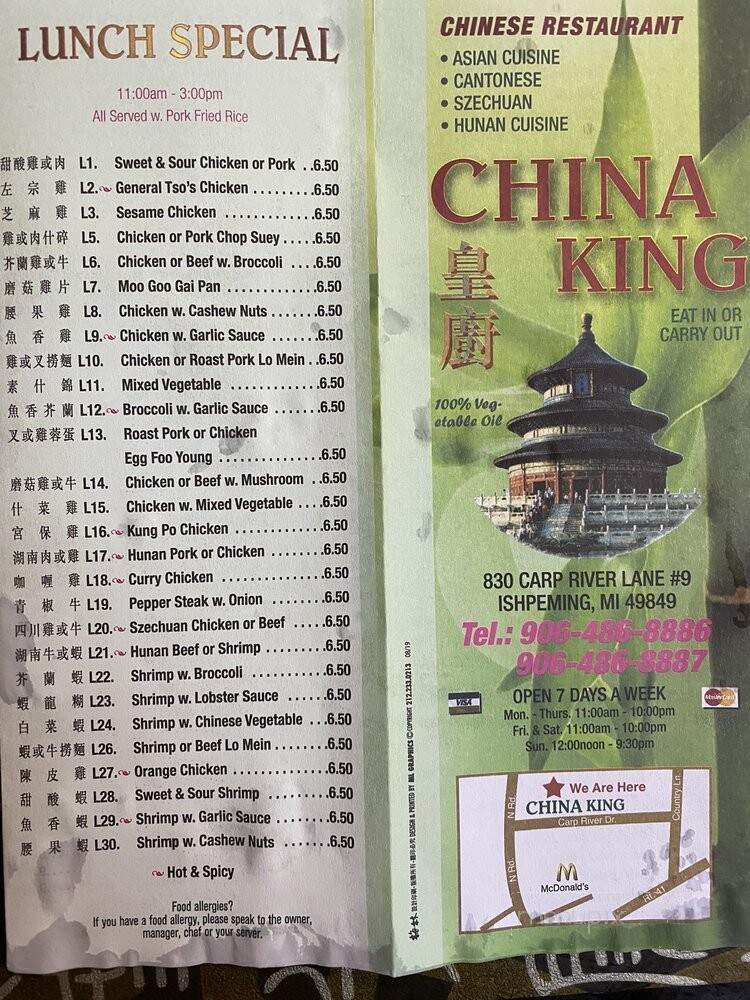 LUNCH SPECIAL
11:00am - 3:00pm
All Served w. Pork Fried Rice
甜酸雞或肉 L1. Sweet & Sour Chicken or Pork ..6.50
左宗雞 L2. General Tso's Chicken .........6.50
芝麻雞 L3. Sesame Chicken ............6.50
雞或肉什碎 L5. Chicken or Pork Chop Suey .....6.50
芥蘭雞或牛 L6. Chicken or Beef w. Broccoli ....6.50
磨菇雞片 L7. Moo Goo Gai Pan ............6.50
腰果雞 L8. Chicken w. Cashew Nuts .......6.50
魚香雞 L9. Chicken w. Garlic Sauce .......6.50
雞或叉撈麵 L10. Chicken or Roast Pork Lo Mein ..6.50
素什錦 L11. Mixed Vegetable ............6.50
魚香芥蘭 L12. Broccoli w. Garlic Sauce .......6.50
叉或雞蓉蛋 L13. Roast Pork or Chicken
Egg Foo Young ..............6.50
磨菇雞或牛 L14. Chicken or Beef w. Mushroom ..6.50
什菜雞 L15. Chicken w. Mixed Vegetable ....6.50
宮保雞 L16. Kung Po Chicken ............6.50
湖南肉或雞 L17. Hunan Pork or Chicken ........6.50
咖喱雞 L18. Curry Chicken ..............6.50
青椒牛 L19. Pepper Steak w. Onion ........6.50
四川雞或牛 L20. Szechuan Chicken or Beef .....6.50
湖南牛或蝦 L21. Hunan Beef or Shrimp .........6.50
芥蘭蝦 L22. Shrimp w. Broccoli ...........6.50
蝦龍糊 L23. Shrimp w. Lobster Sauce ......6.50
白菜蝦 L24. Shrimp w. Chinese Vegetable ...6.50
蝦或牛撈麵 L26. Shrimp or Beef Lo Mein ........6.50
陳皮雞 L27. Orange Chicken .............6.50
甜酸蝦 L28. Sweet & Sour Shrimp .........6.50
魚香蝦 L29. Shrimp w. Garlic Sauce ........6.50
腰果蝦 L30. Shrimp w. Cashew Nuts .......6.50
Hot & Spicy
Food allergies?
If you have a food allergy, please speak to the owner,
manager, chef or your server.
DESIGN & PRINTED BY MIL GRAPHICS © COPYRIGHT 212.233.0213 08/19
CHINESE RESTAURANT
• ASIAN CUISINE
• CANTONESE
• SZECHUAN
• HUNAN CUISINE
CHINA
KING
皇廚
EAT IN OR
CARRY OUT
100% Veg-
etable Oil
830 CARP RIVER LANE #9
ISHPEMING, MI 49849
Tel.: 906-486-8886
906-486-8887
VISA
MasterCard
OPEN 7 DAYS A WEEK
Mon. - Thurs. 11:00am - 10:00pm
Fri. & Sat. 11:00am - 10:00pm
Sun. 12:00noon - 9:30pm
We Are Here
CHINA KING
Carp River Dr.
N Rd.
Country Ln.
N Rd.
McDonald's
Rt. 41